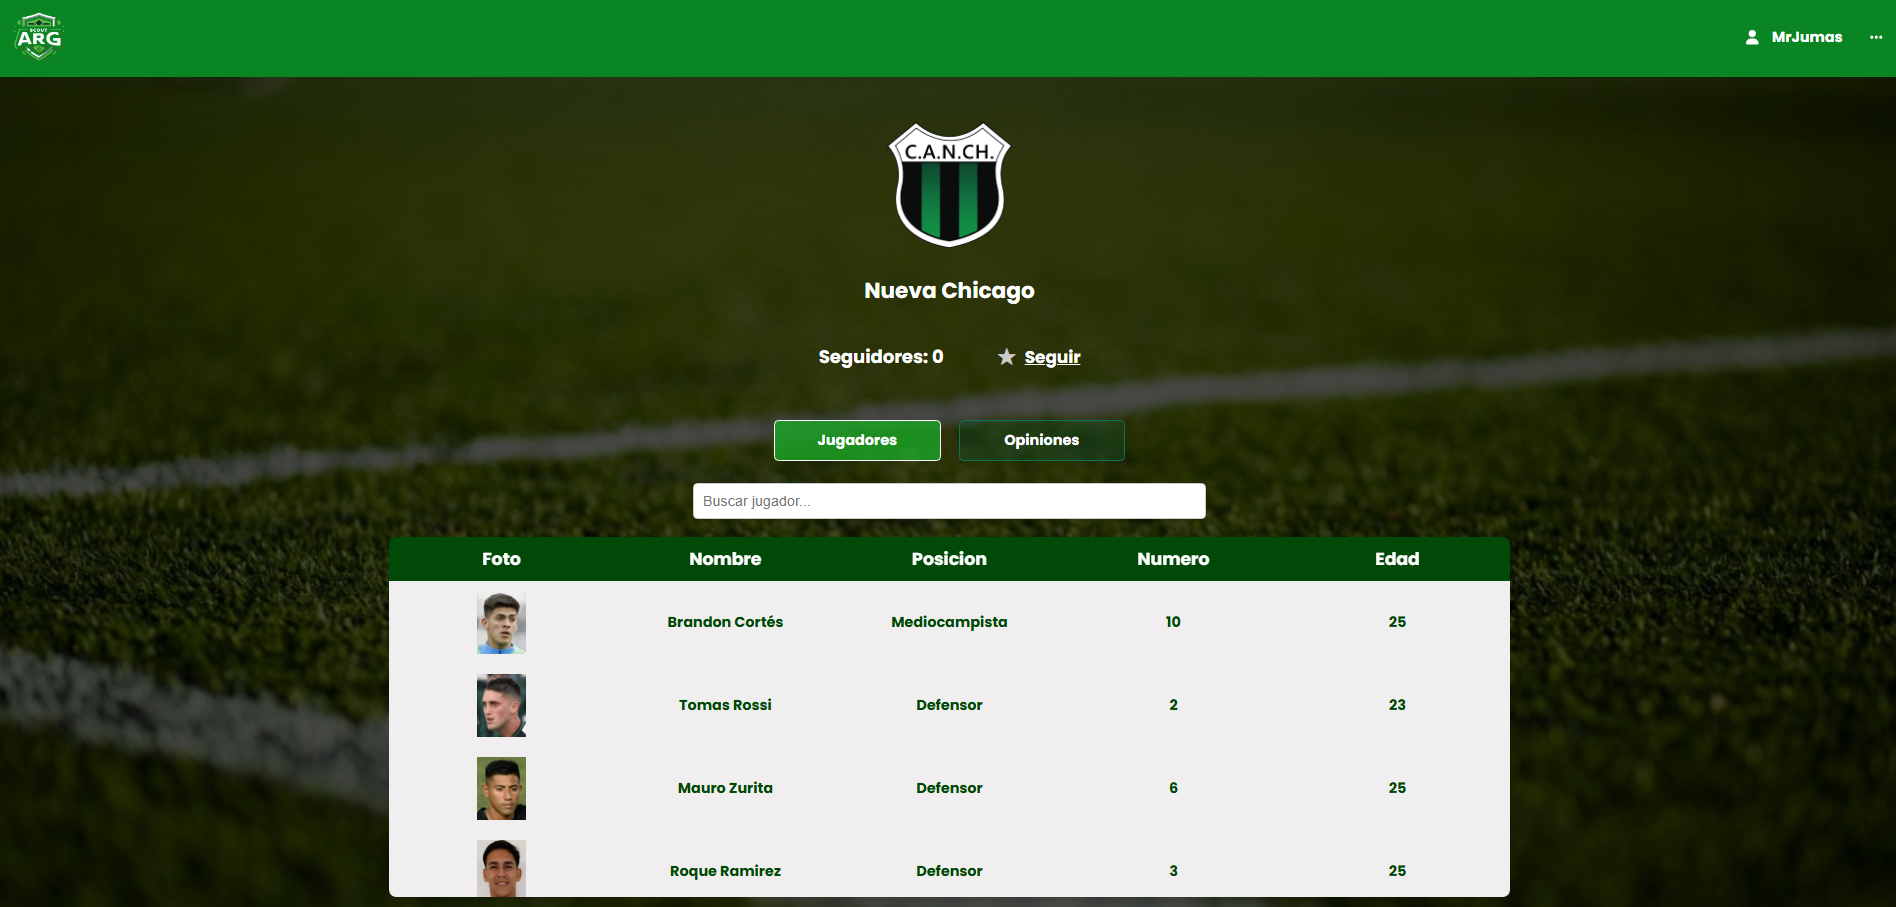 SCOUT
ARG
MrJumas
C.A.N.CH.
Nueva Chicago
Seguidores: 0
Seguir
Jugadores
Opiniones
Buscar jugador...
Foto Nombre Posicion Numero Edad
Brandon Cortés Mediocampista 10 25
Tomas Rossi Defensor 2 23
Mauro Zurita Defensor 6 25
Roque Ramirez Defensor 3 25